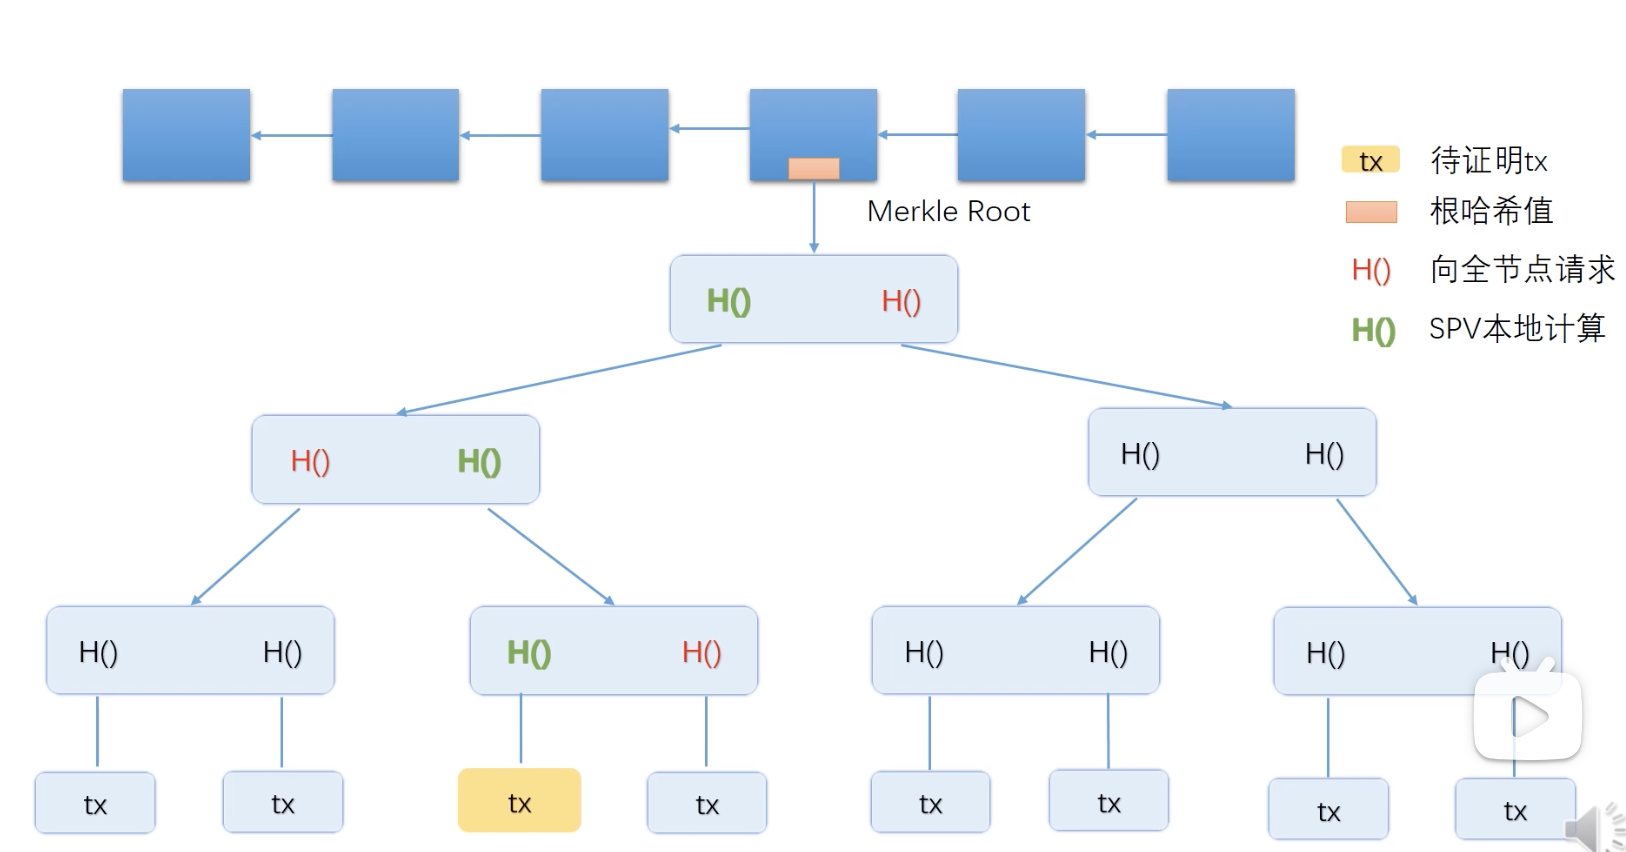 tx 待证明tx
Merkle Root 根哈希值
H() H() H() 向全节点请求
H() SPV本地计算
H() H() H() H()
H() H() H() H() H() H() H() H()
tx tx tx tx tx tx tx tx